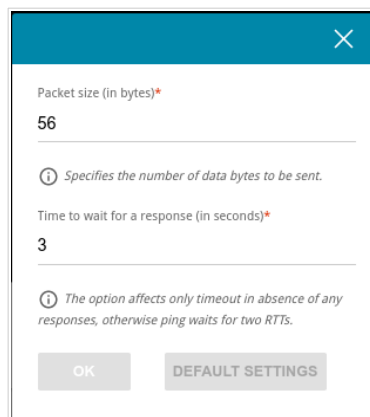 Packet size (in bytes)*
56
Specifies the number of data bytes to be sent.
Time to wait for a response (in seconds)*
3
The option affects only timeout in absence of any
responses, otherwise ping waits for two RTTs.
OK
DEFAULT SETTINGS